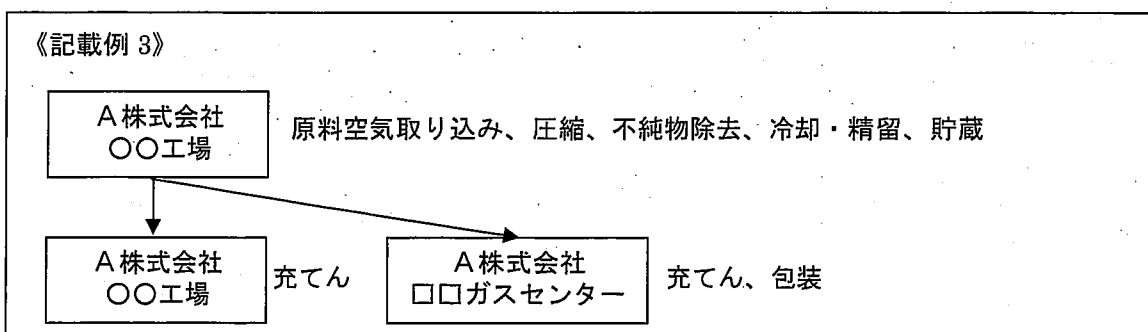 《記載例 3》
A株式会社
○○工場
原料空気取り込み、圧縮、不純物除去、冷却・精留、貯蔵
A株式会社
○○工場
充てん
A株式会社
□□ガスセンター
充てん、包装